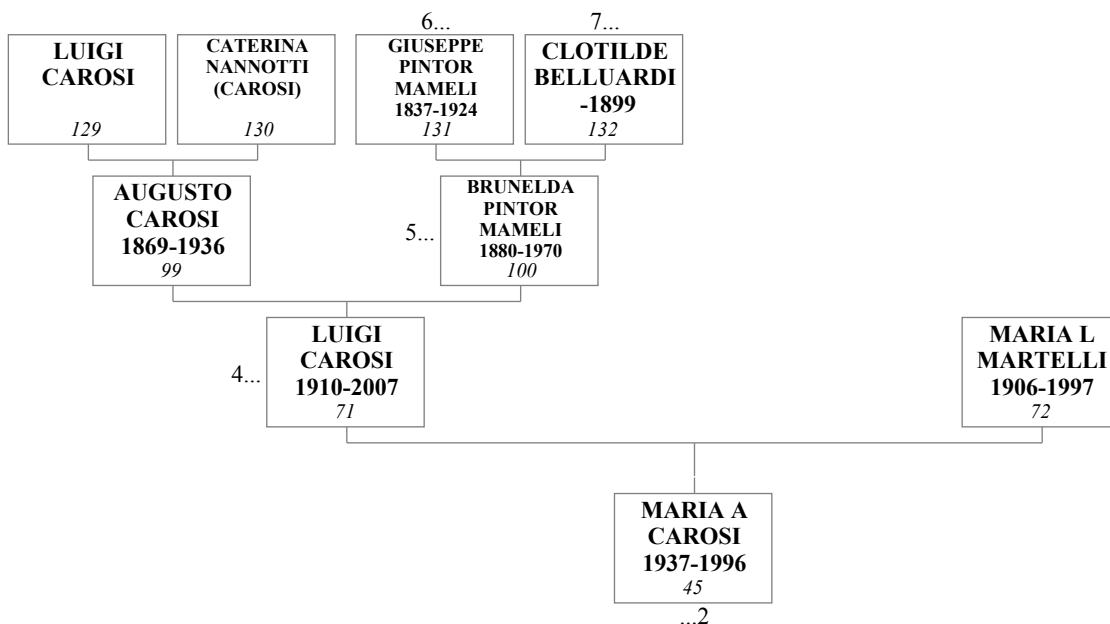 6...
7...
LUIGI
CAROSI
129
CATERINA
NANNOTTI
(CAROSI)
130
GIUSEPPE
PINTOR
MAMELI
1837-1924
131
CLOTILDE
BELLUARDI
-1899
132
AUGUSTO
CAROSI
1869-1936
99
5...
BRUNELDA
PINTOR
MAMELI
1880-1970
100
4...
LUIGI
CAROSI
1910-2007
71
MARIA L
MARTELLI
1906-1997
72
MARIA A
CAROSI
1937-1996
45
...2